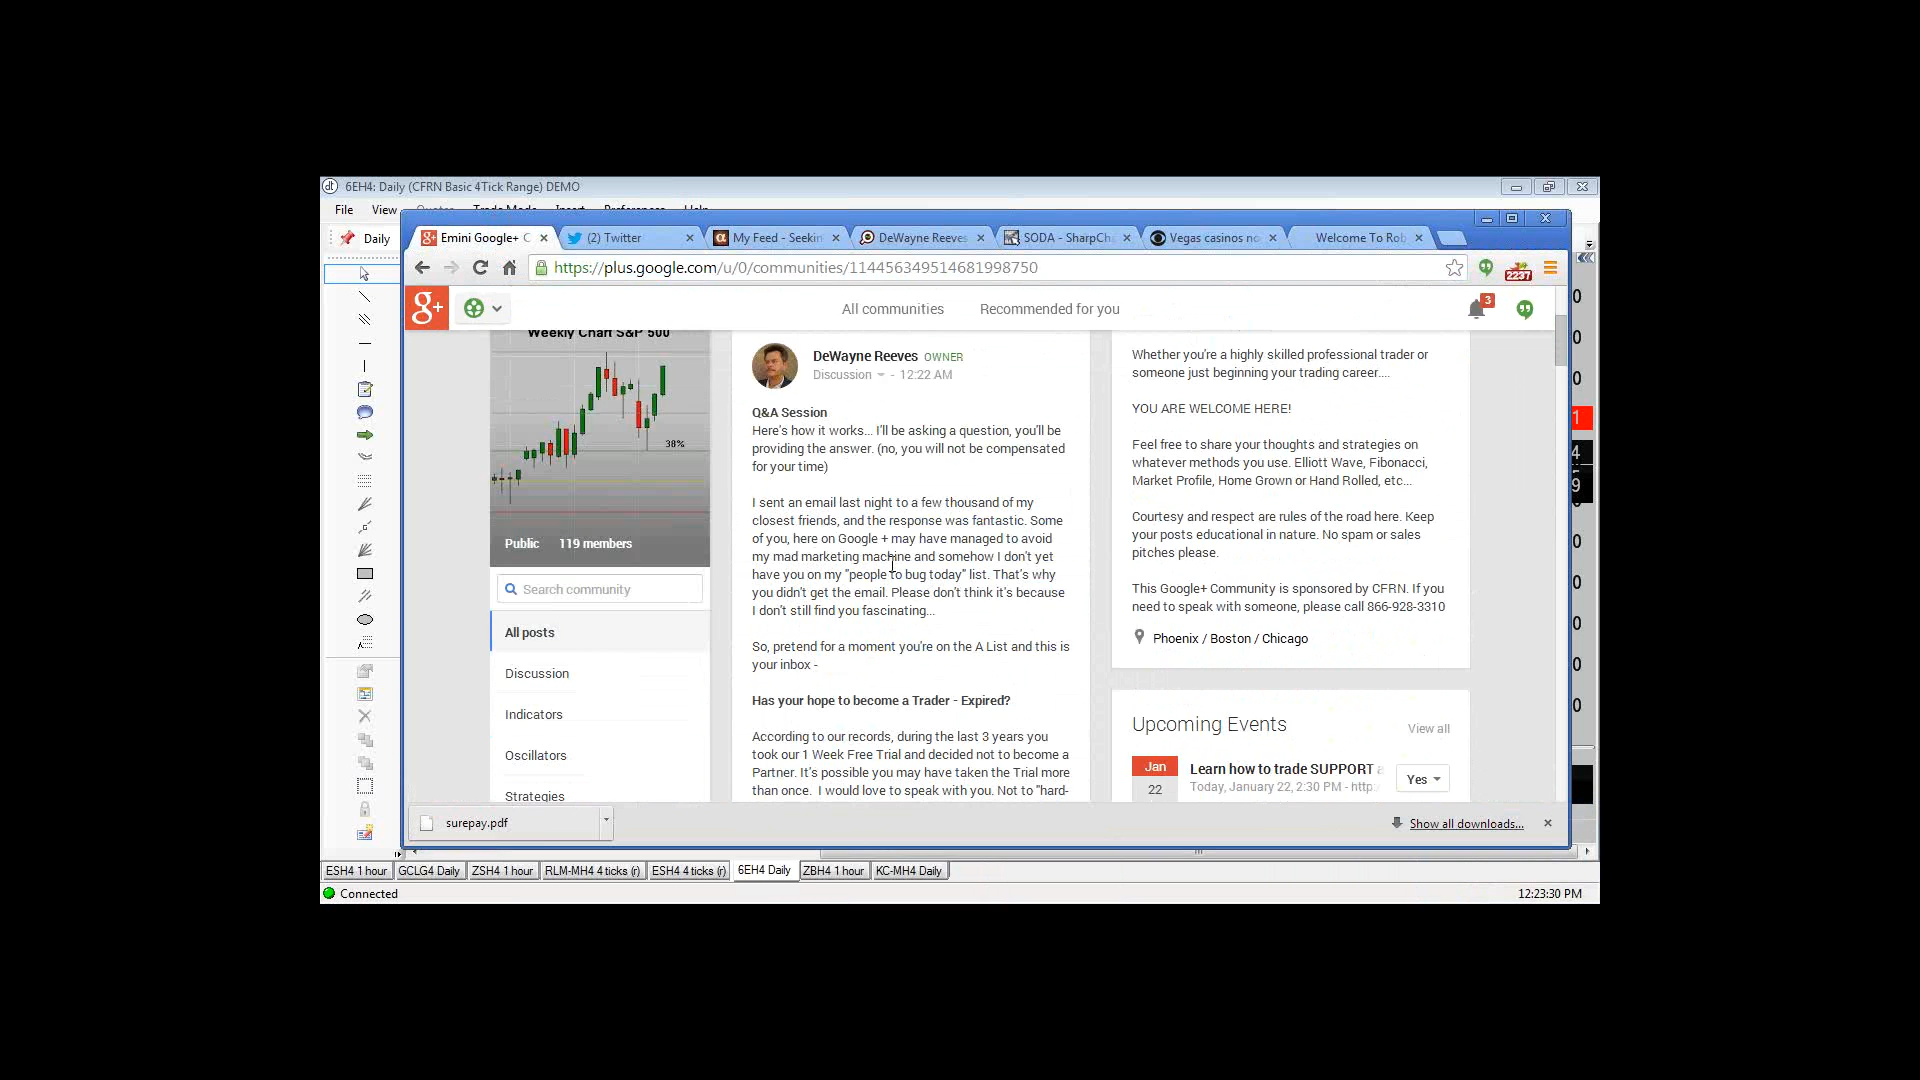 6EH4: Daily (CFRN Basic 4Tick Range) DEMO
File View
Daily
Emini Google+ C
(2) Twitter
My Feed - Seekin
DeWayne Reeves
SODA - SharpCh
Vegas casinos no
Welcome To Rob
https://plus.google.com/u/0/communities/114456349514681998750
2237
g+
All communities
Recommended for you
3
Weekly Chart S&P 500
38%
Public 119 members
Search community
All posts
Discussion
Indicators
Oscillators
Strategies
DeWayne Reeves OWNER
Discussion - 12:22 AM
Q&A Session
Here's how it works... I'll be asking a question, you'll be
providing the answer. (no, you will not be compensated
for your time)
I sent an email last night to a few thousand of my
closest friends, and the response was fantastic. Some
of you, here on Google + may have managed to avoid
my mad marketing machine and somehow I don't yet
have you on my "people to bug today" list. That's why
you didn't get the email. Please don't think it's because
I don't still find you fascinating...
So, pretend for a moment you're on the A List and this is
your inbox -
Has your hope to become a Trader - Expired?
According to our records, during the last 3 years you
took our 1 Week Free Trial and decided not to become a
Partner. It's possible you may have taken the Trial more
than once. I would love to speak with you. Not to "hard-
Whether you're a highly skilled professional trader or
someone just beginning your trading career....
YOU ARE WELCOME HERE!
Feel free to share your thoughts and strategies on
whatever methods you use. Elliott Wave, Fibonacci,
Market Profile, Home Grown or Hand Rolled, etc...
Courtesy and respect are rules of the road here. Keep
your posts educational in nature. No spam or sales
pitches please.
This Google+ Community is sponsored by CFRN. If you
need to speak with someone, please call 866-928-3310
Phoenix / Boston / Chicago
Upcoming Events
View all
Jan
22
Learn how to trade SUPPORT
Today, January 22, 2:30 PM - http:
Yes
surepay.pdf
Show all downloads...
ESH4 1 hour
GCLG4 Daily
ZSH4 1 hour
RLM-MH4 4 ticks (r)
ESH4 4 ticks (r)
6EH4 Daily
ZBH4 1 hour
KC-MH4 Daily
Connected
12:23:30 PM